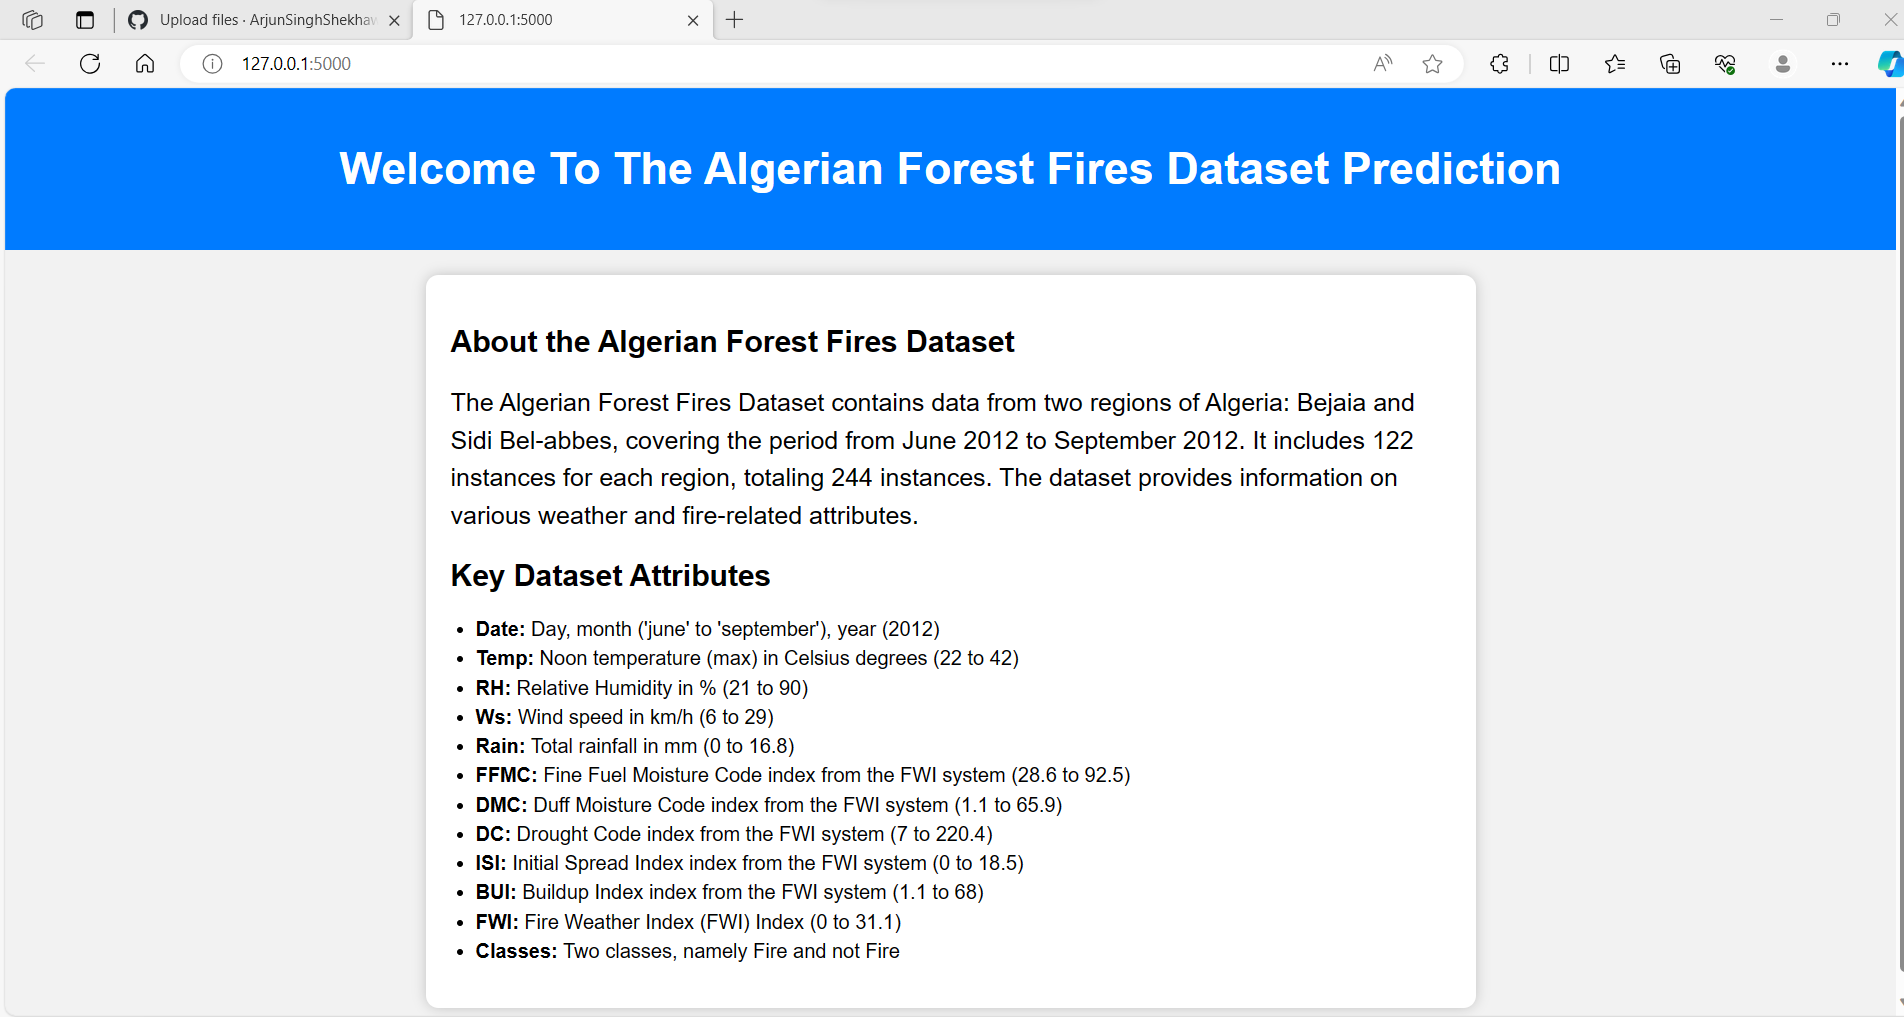 Upload files · ArjunSinghShekhaw
127.0.0.1:5000
127.0.0.1:5000
Welcome To The Algerian Forest Fires Dataset Prediction
About the Algerian Forest Fires Dataset
The Algerian Forest Fires Dataset contains data from two regions of Algeria: Bejaia and
Sidi Bel-abbes, covering the period from June 2012 to September 2012. It includes 122
instances for each region, totaling 244 instances. The dataset provides information on
various weather and fire-related attributes.
Key Dataset Attributes
• Date: Day, month ('june' to 'september'), year (2012)
• Temp: Noon temperature (max) in Celsius degrees (22 to 42)
• RH: Relative Humidity in % (21 to 90)
• Ws: Wind speed in km/h (6 to 29)
• Rain: Total rainfall in mm (0 to 16.8)
• FFMC: Fine Fuel Moisture Code index from the FWI system (28.6 to 92.5)
• DMC: Duff Moisture Code index from the FWI system (1.1 to 65.9)
• DC: Drought Code index from the FWI system (7 to 220.4)
• ISI: Initial Spread Index index from the FWI system (0 to 18.5)
• BUI: Buildup Index index from the FWI system (1.1 to 68)
• FWI: Fire Weather Index (FWI) Index (0 to 31.1)
• Classes: Two classes, namely Fire and not Fire